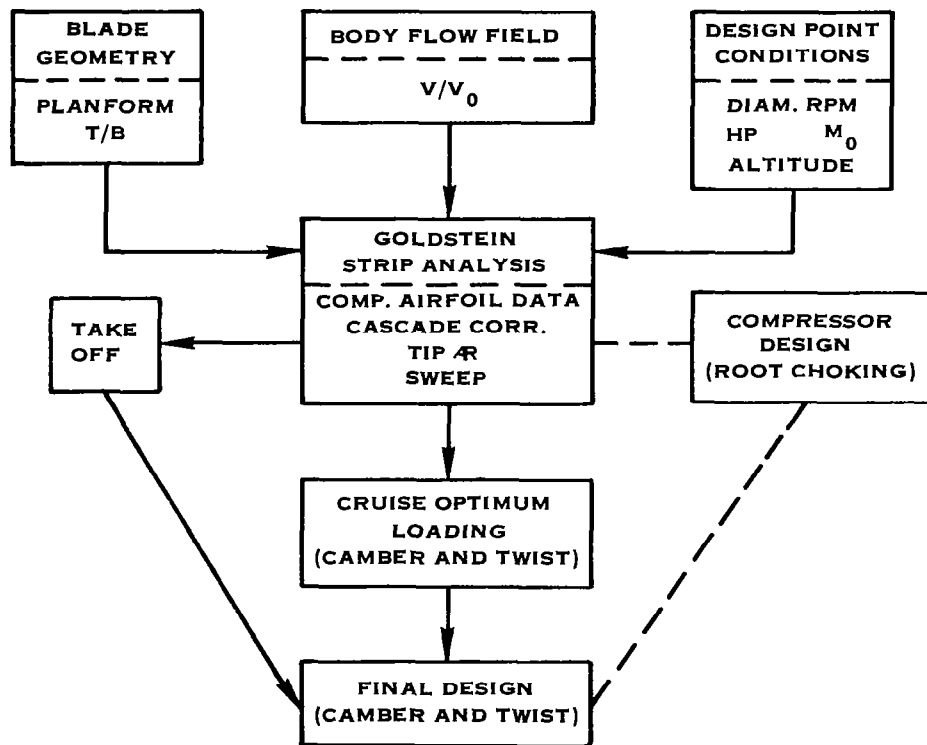 BLADE
GEOMETRY
PLANFORM
T/B
BODY FLOW FIELD
V/V₀
DESIGN POINT
CONDITIONS
DIAM. RPM
HP M₀
ALTITUDE
GOLDSTEIN
STRIP ANALYSIS
COMP. AIRFOIL DATA
CASCADE CORR.
TIP ÆR
SWEEP
TAKE
OFF
COMPRESSOR
DESIGN
(ROOT CHOKING)
CRUISE OPTIMUM
LOADING
(CAMBER AND TWIST)
FINAL DESIGN
(CAMBER AND TWIST)